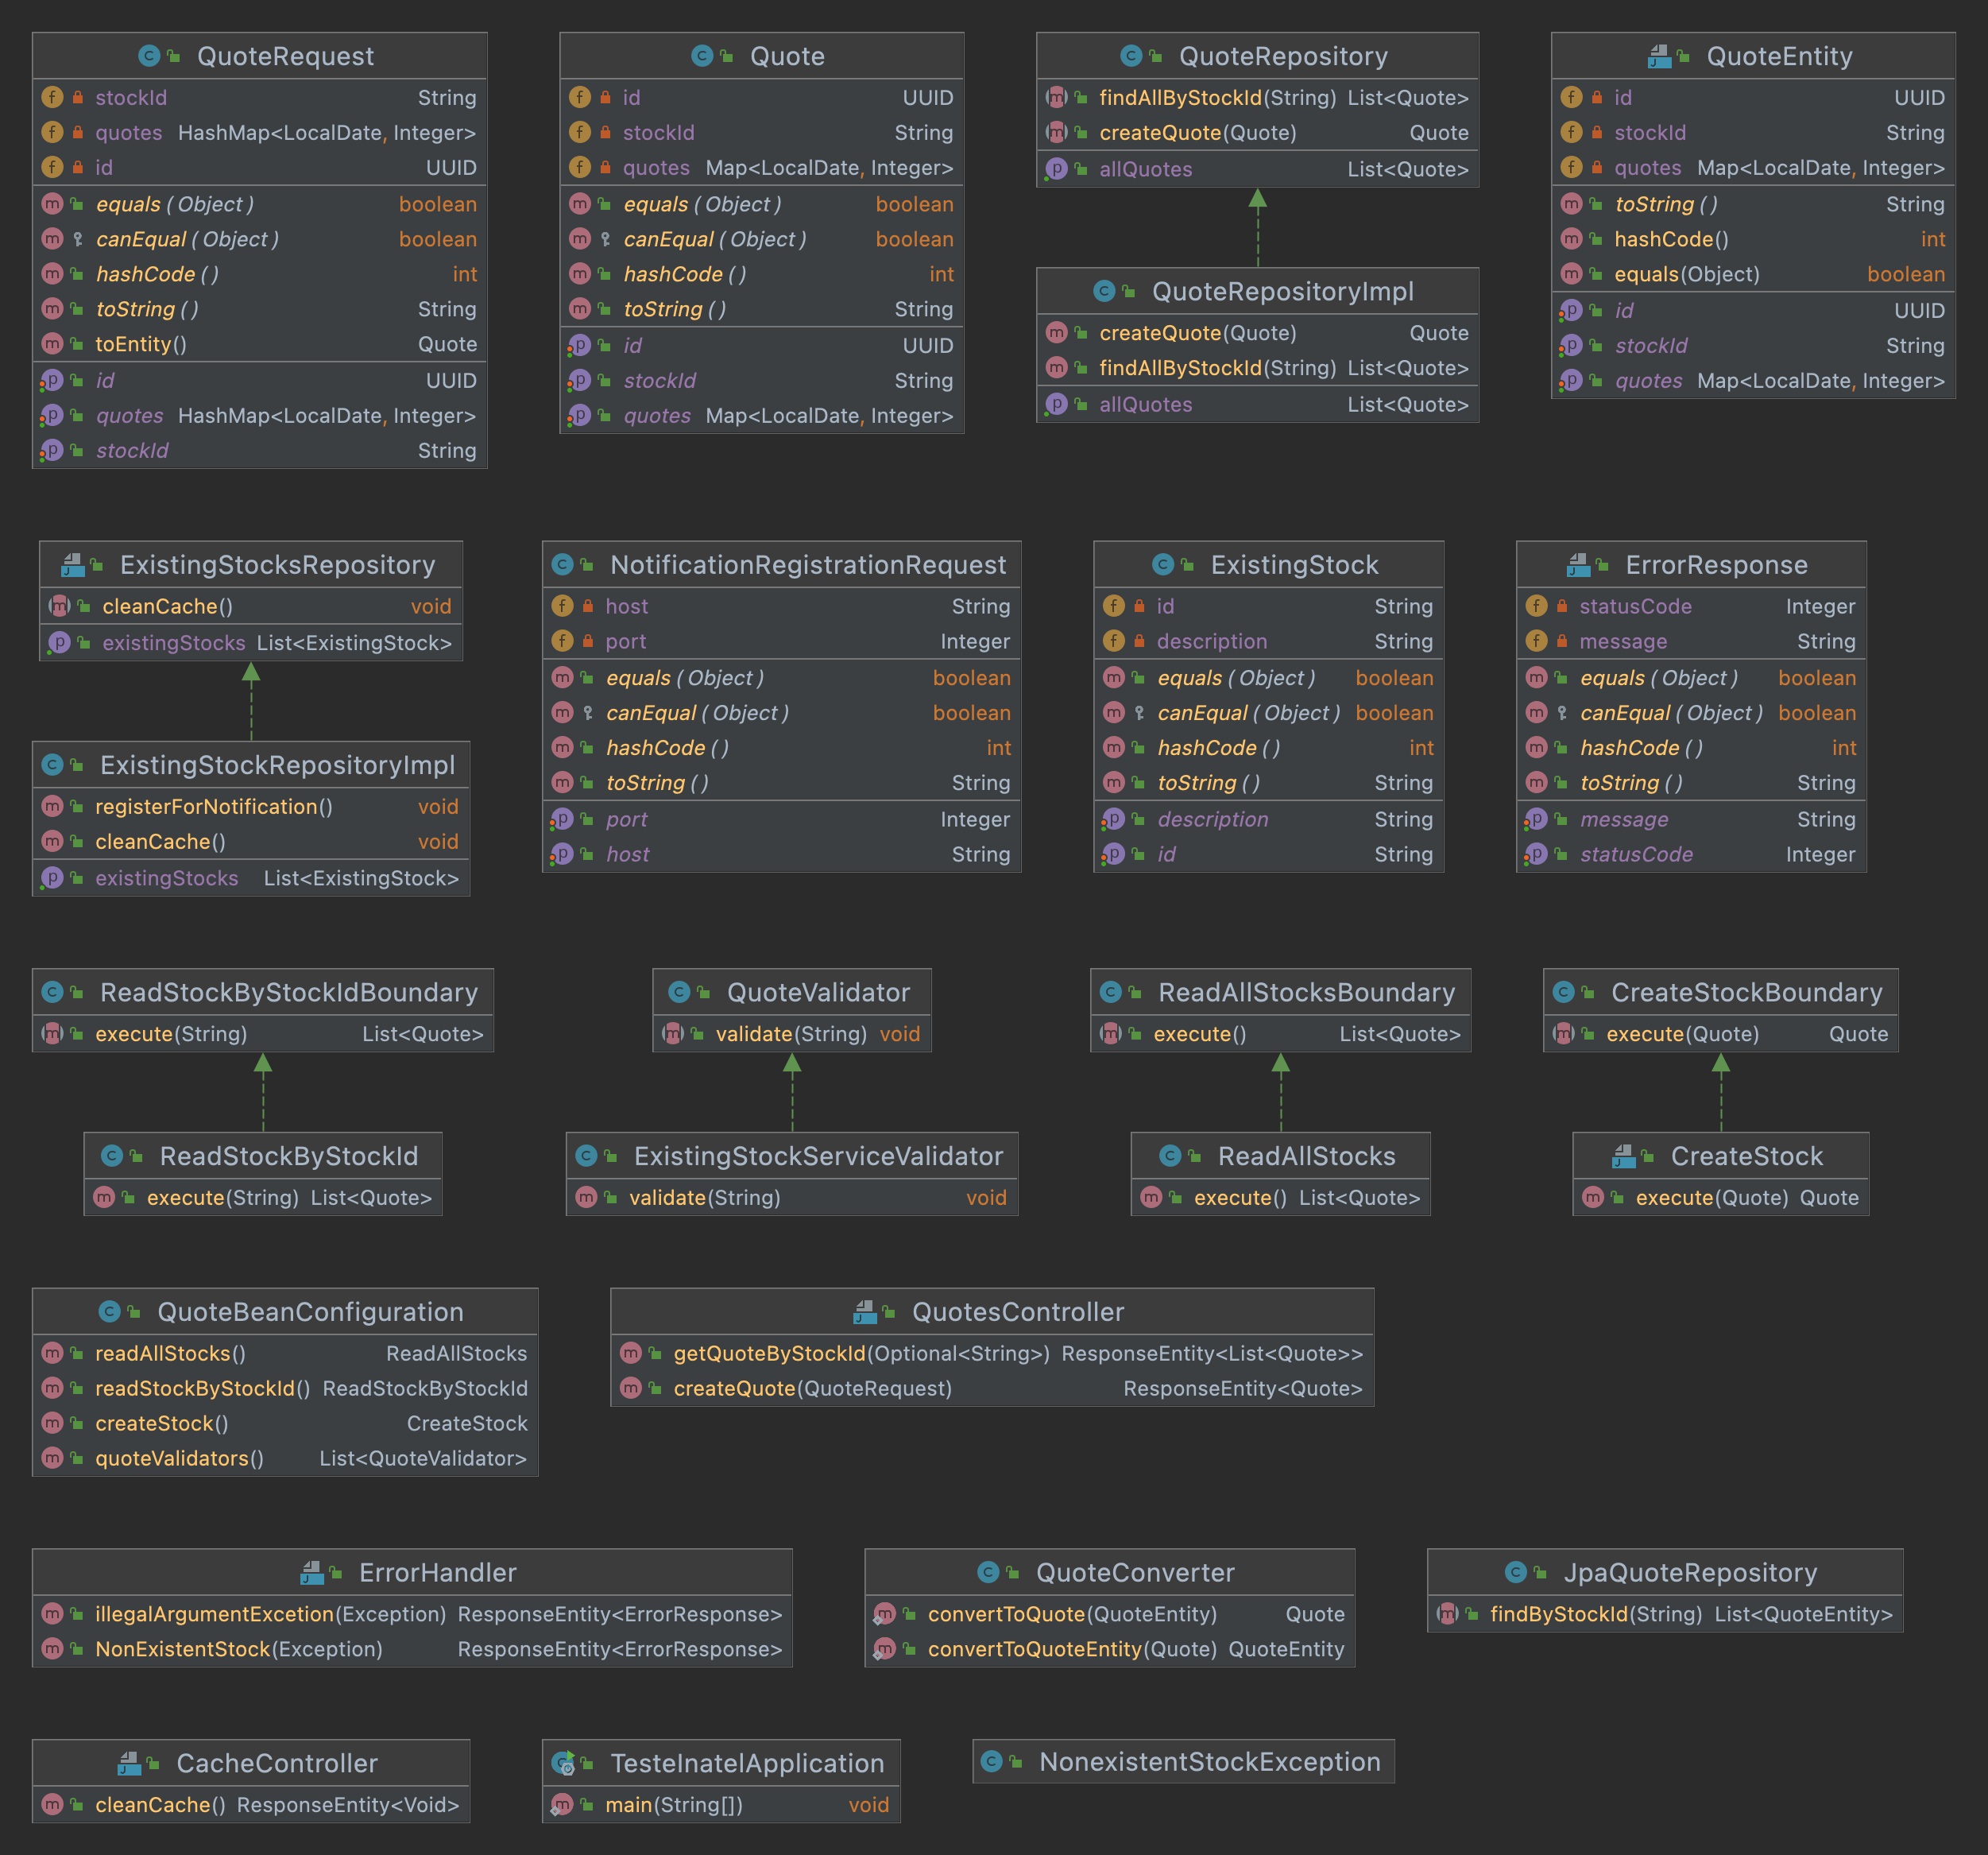 QuoteRequest
stockId String
quotes HashMap<LocalDate, Integer>
id UUID
equals(Object) boolean
canEqual(Object) boolean
hashCode() int
toString() String
toEntity() Quote
id UUID
quotes HashMap<LocalDate, Integer>
stockId String
Quote
id UUID
stockId String
quotes Map<LocalDate, Integer>
equals(Object) boolean
canEqual(Object) boolean
hashCode() int
toString() String
id UUID
stockId String
quotes Map<LocalDate, Integer>
QuoteRepository
findAllByStockId(String) List<Quote>
createQuote(Quote) Quote
allQuotes List<Quote>
QuoteRepositoryImpl
createQuote(Quote) Quote
findAllByStockId(String) List<Quote>
allQuotes List<Quote>
QuoteEntity
id UUID
stockId String
quotes Map<LocalDate, Integer>
toString() String
hashCode() int
equals(Object) boolean
id UUID
stockId String
quotes Map<LocalDate, Integer>
ExistingStocksRepository
cleanCache() void
existingStocks List<ExistingStock>
ExistingStockRepositoryImpl
registerForNotification() void
cleanCache() void
existingStocks List<ExistingStock>
NotificationRegistrationRequest
host String
port Integer
equals(Object) boolean
canEqual(Object) boolean
hashCode() int
toString() String
port Integer
host String
ExistingStock
id String
description String
equals(Object) boolean
canEqual(Object) boolean
hashCode() int
toString() String
description String
id String
ErrorResponse
statusCode Integer
message String
equals(Object) boolean
canEqual(Object) boolean
hashCode() int
toString() String
message String
statusCode Integer
ReadStockByStockIdBoundary
execute(String) List<Quote>
ReadStockByStockId
execute(String) List<Quote>
QuoteValidator
validate(String) void
ExistingStockServiceValidator
validate(String) void
ReadAllStocksBoundary
execute() List<Quote>
ReadAllStocks
execute() List<Quote>
CreateStockBoundary
execute(Quote) Quote
CreateStock
execute(Quote) Quote
QuoteBeanConfiguration
readAllStocks() ReadAllStocks
readStockByStockId() ReadStockByStockId
createStock() CreateStock
quoteValidators() List<QuoteValidator>
QuotesController
getQuoteByStockId(Optional<String>) ResponseEntity<List<Quote>>
createQuote(QuoteRequest) ResponseEntity<Quote>
ErrorHandler
illegalArgumentExcetion(Exception) ResponseEntity<ErrorResponse>
NonExistentStock(Exception) ResponseEntity<ErrorResponse>
QuoteConverter
convertToQuote(QuoteEntity) Quote
convertToQuoteEntity(Quote) QuoteEntity
JpaQuoteRepository
findByStockId(String) List<QuoteEntity>
CacheController
cleanCache() ResponseEntity<Void>
TesteInatelApplication
main(String[]) void
NonexistentStockException